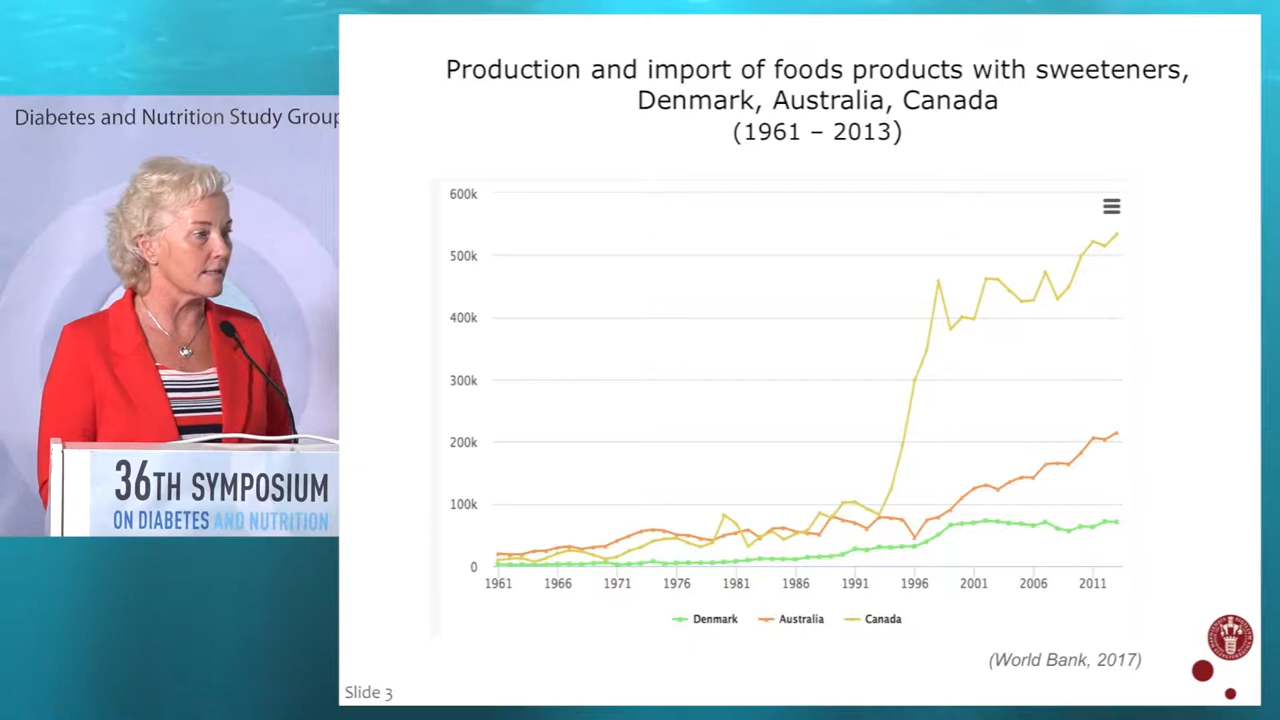 Diabetes and Nutrition Study Group
36TH SYMPOSIUM
ON DIABETES AND NUTRITION
Production and import of foods products with sweeteners,
Denmark, Australia, Canada
(1961 – 2013)
600k
500k
400k
300k
200k
100k
0
1961 1966 1971 1976 1981 1986 1991 1996 2001 2006 2011
Denmark Australia Canada
(World Bank, 2017)
Slide 3